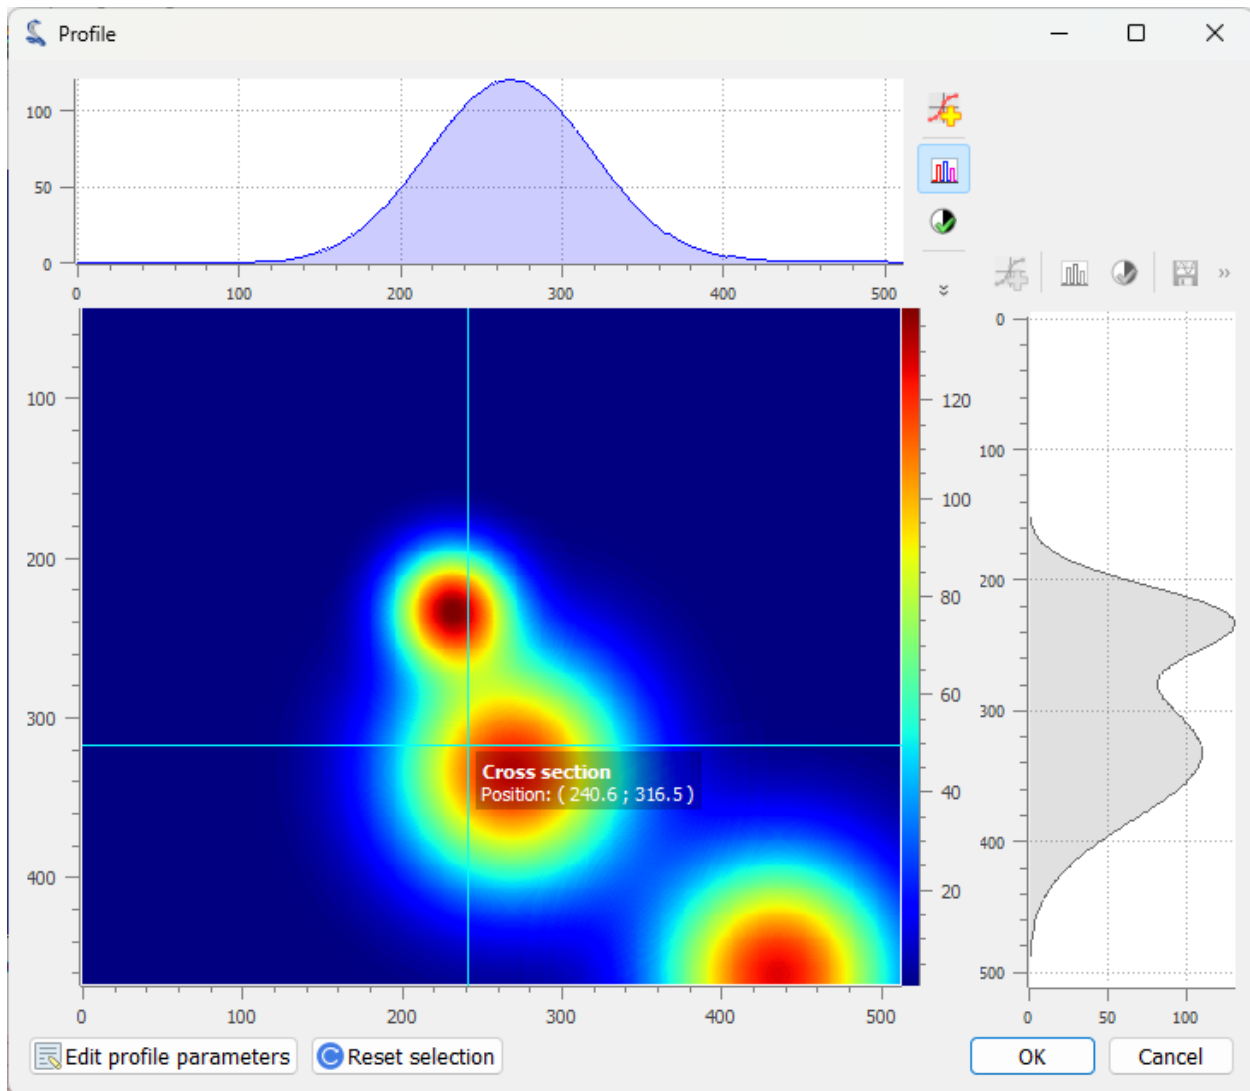 Profile
100
50
0
0 100 200 300 400 500
»
0
100
200
300
400
500
0 50 100
100
200
300
400
120
100
80
60
40
20
Cross section
Position: ( 240.6 ; 316.5 )
0 100 200 300 400 500
Edit profile parameters
Reset selection
OK
Cancel